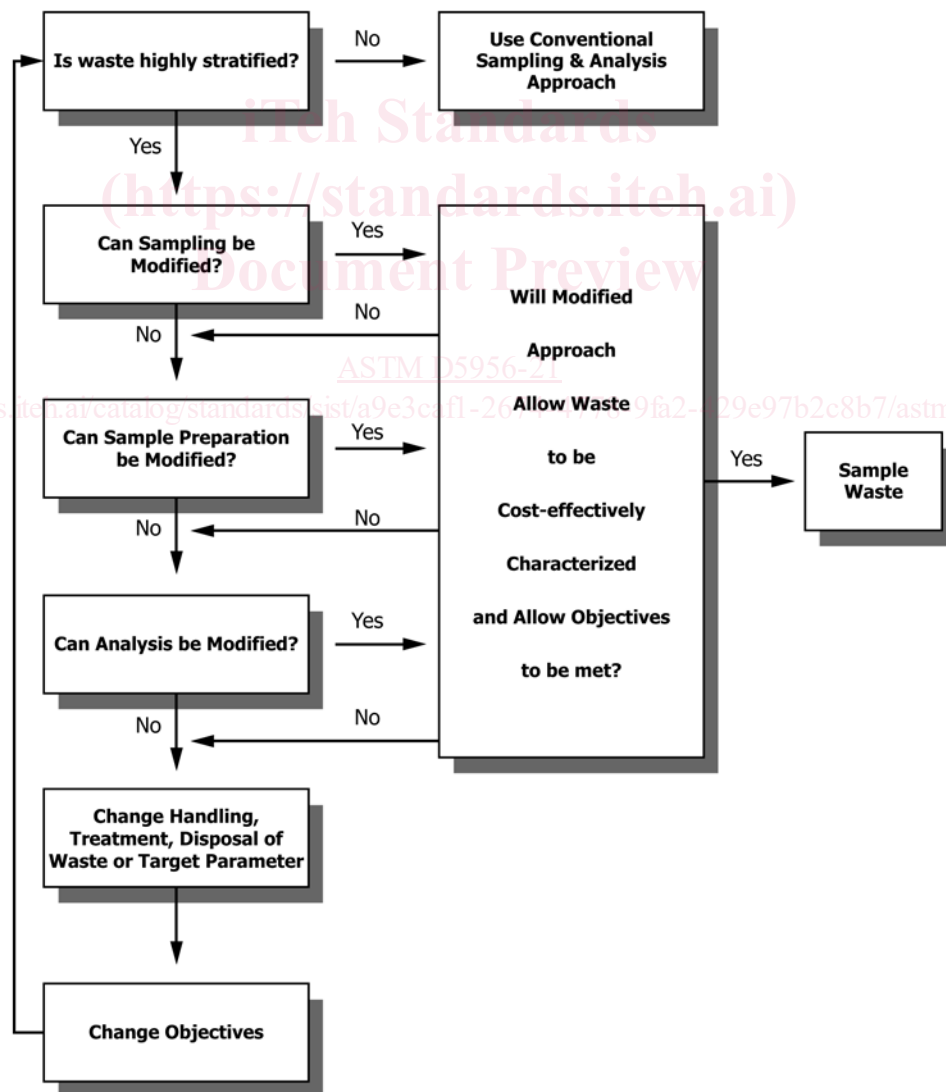 Is waste highly stratified?
No
Use Conventional
Sampling & Analysis
Approach
iTeh Standards
Yes
(https://standards.iteh.ai)
Can Sampling be
Modified?
Yes
Document Preview
Will Modified
No
No
Approach
ASTM D5956-21
Allow Waste
Can Sample Preparation
be Modified?
Yes
to be
Yes
Sample
Waste
No
No
Cost-effectively
Characterized
Can Analysis be Modified?
Yes
and Allow Objectives
to be met?
No
No
Change Handling,
Treatment, Disposal of
Waste or Target Parameter
Change Objectives